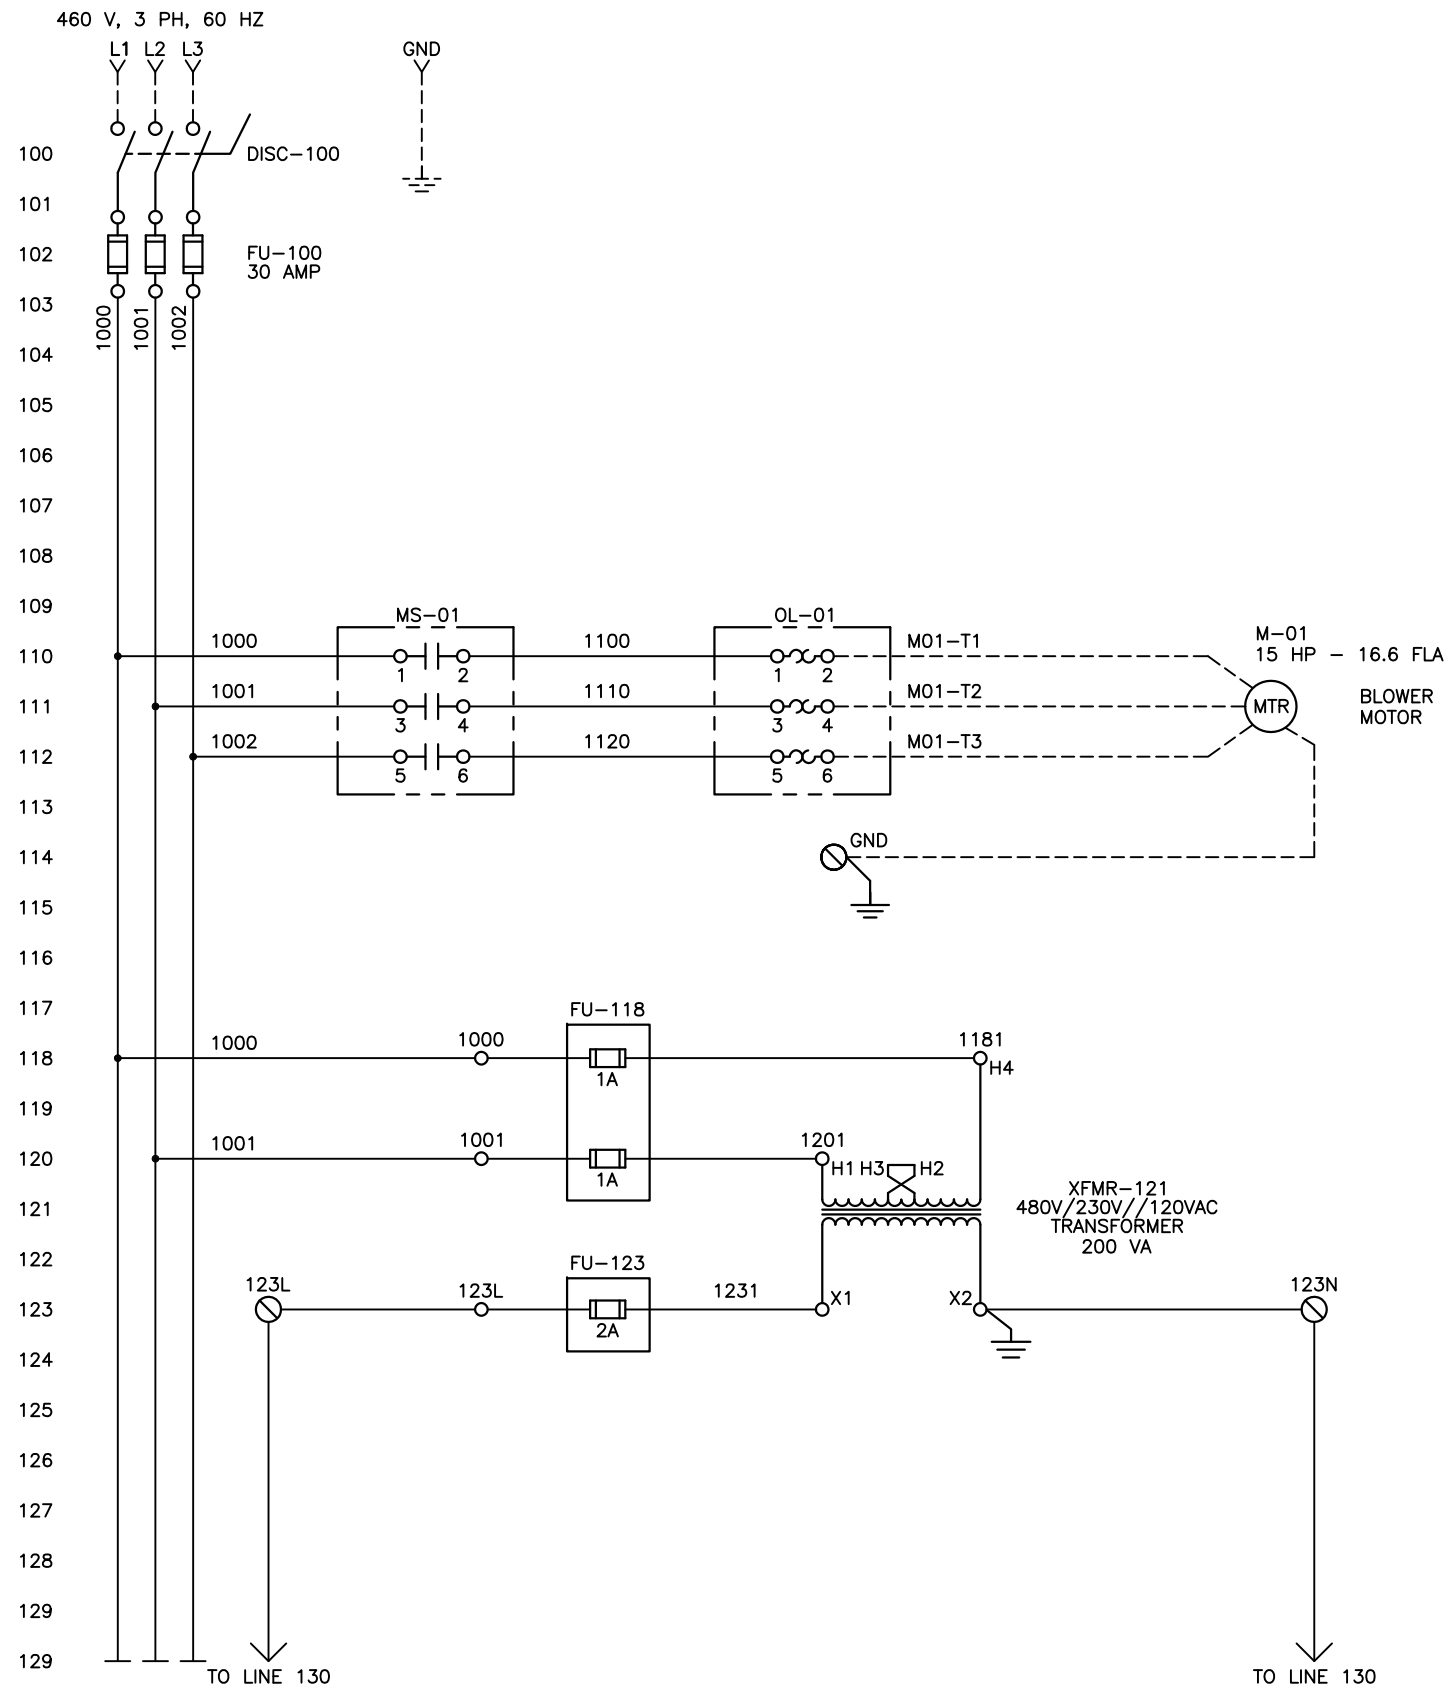 460 V, 3 PH, 60 HZ
L1 L2 L3 GND
100 DISC-100
101
102 FU-100
30 AMP
103
1000 1001 1002
104
105
106
107
108
109
MS-01 OL-01
M-01
15 HP - 16.6 FLA
110 1000 1 2 1100 1 2 M01-T1
111 1001 3 4 1110 3 4 M01-T2 MTR
BLOWER
MOTOR
112 1002 5 6 1120 5 6 M01-T3
113
114 GND
115
116
117
FU-118
118 1000 1000 1A 1181 H4
119
120 1001 1001 1A 1201 H1 H3 H2
121
XFMR-121
480V/230V//120VAC
TRANSFORMER
200 VA
122
FU-123
123 123L 123L 2A 1231 X1 X2 123N
124
125
126
127
128
129
129
TO LINE 130 TO LINE 130